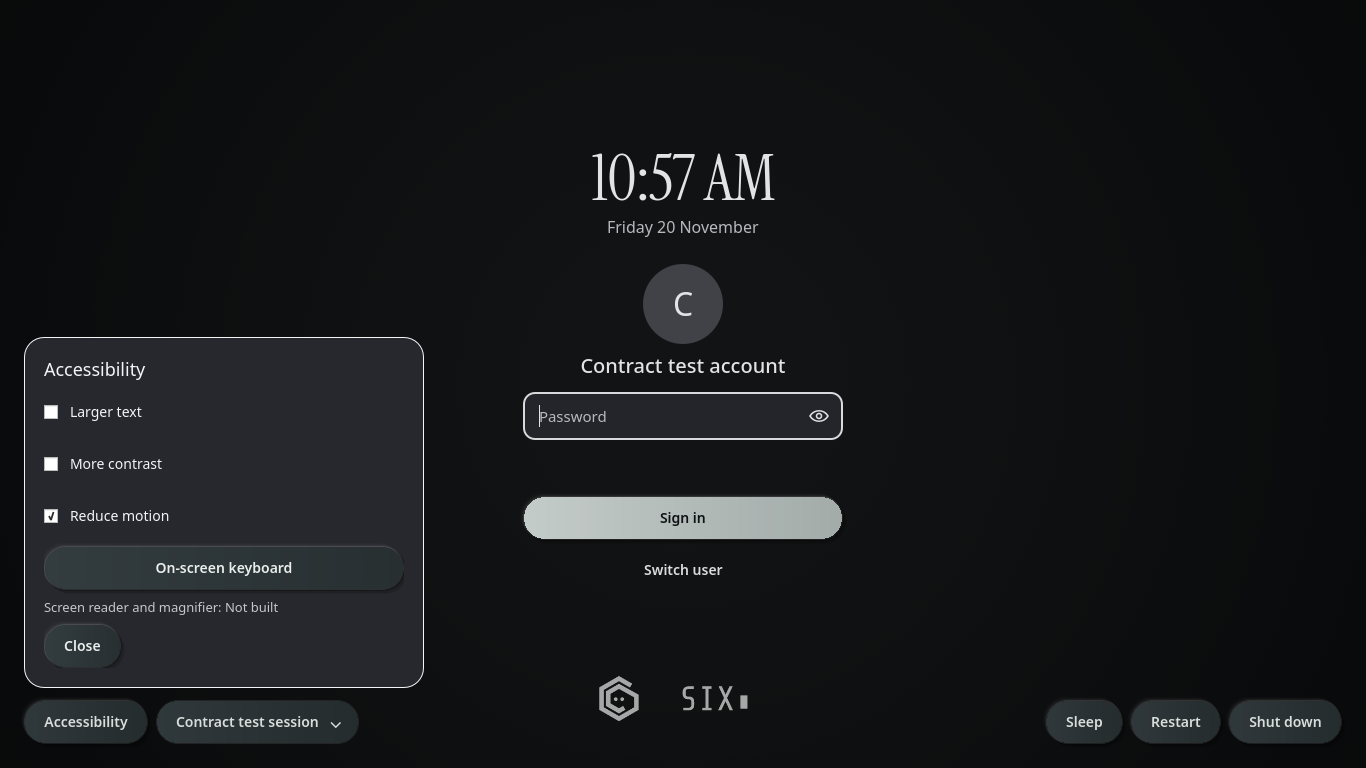 10:57 AM
Friday 20 November
C
Contract test account
Password
Sign in
Switch user
Accessibility
Larger text
More contrast
Reduce motion
On-screen keyboard
Screen reader and magnifier: Not built
Close
SIX
Accessibility
Contract test session
Sleep
Restart
Shut down